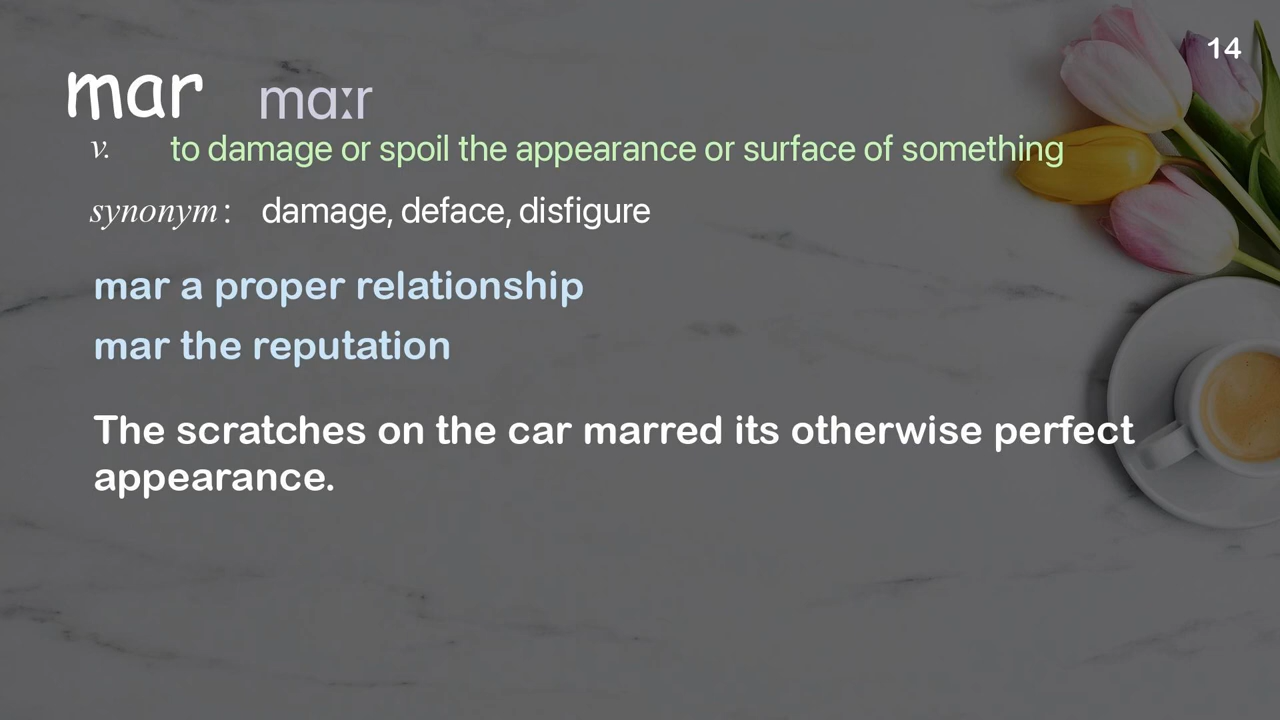 14
mar mɑːr
v. to damage or spoil the appearance or surface of something
synonym : damage, deface, disfigure
mar a proper relationship
mar the reputation
The scratches on the car marred its otherwise perfect
appearance.